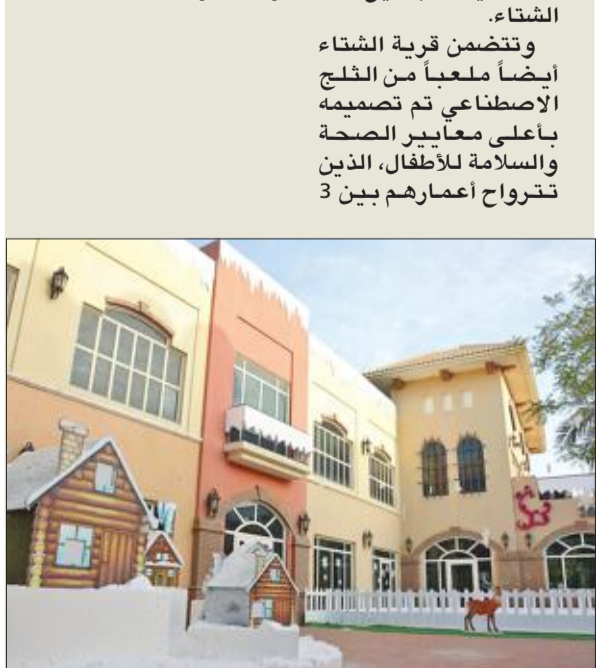 الشتاء.
وتتضمن قرية الشتاء
أيضاً ملعباً من الثلج
الاصطناعي تم تصميمه
بأعلى معايير الصحة
والسلامة للأطفال، الذين
تترواح أعمارهم بين 3